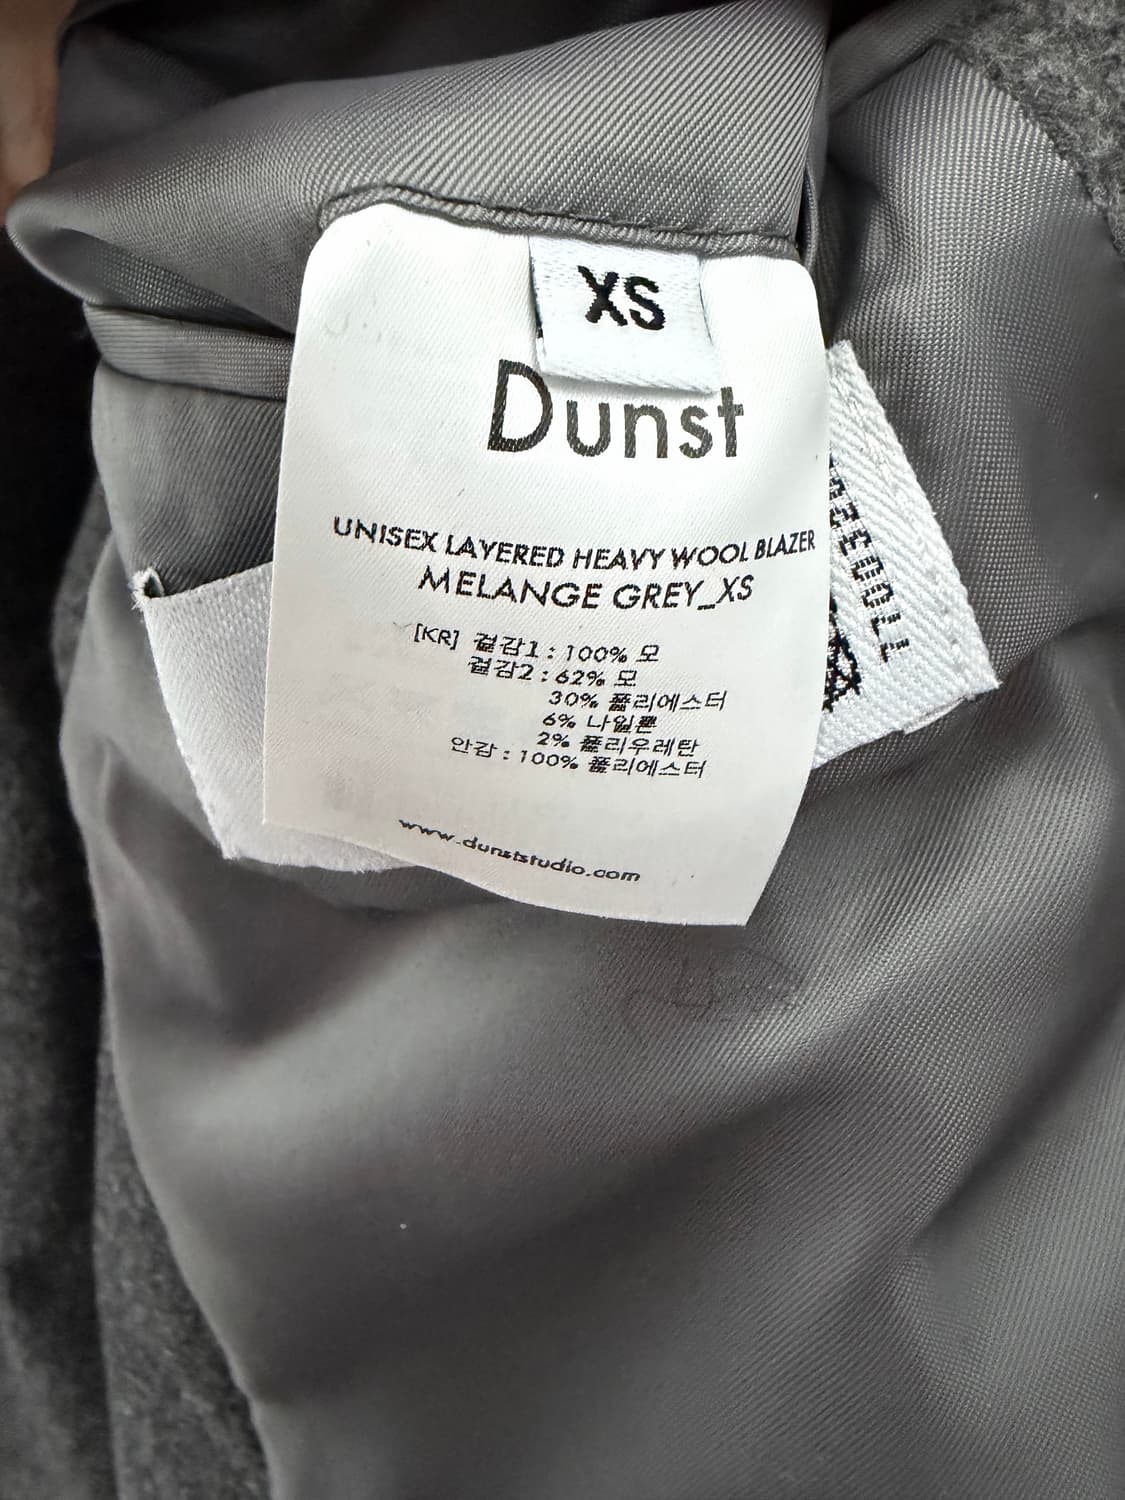 XS
Dunst
UNISEX LAYERED HEAVY WOOL BLAZER
MELANGE GREY_XS
[KR] 겉감1 : 100% 모
겉감2 : 62% 모
30% 폴리에스터
6% 나일론
2% 폴리우레탄
안감 : 100% 폴리에스터
www.dunststudio.com